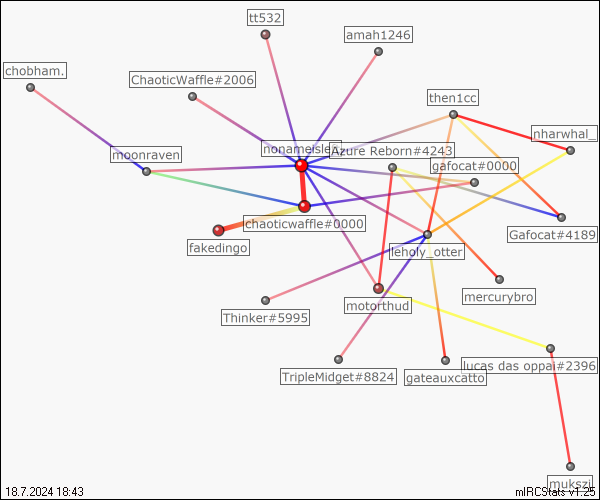 tt532
amah1246
chobham.
ChaoticWaffle#2006
then1cc
nharwhal_
nonameisle
Azure Reborn#4243
moonraven
gafocat#0000
chaoticwaffle#0000
Gafocat#4189
fakedingo
leholy_otter
mercurybro
motorthud
Thinker#5995
lucas das oppai#2396
TripleMidget#8824
gateauxcatto
mukszi
18.7.2024 18:43
mIRCStats v1.25